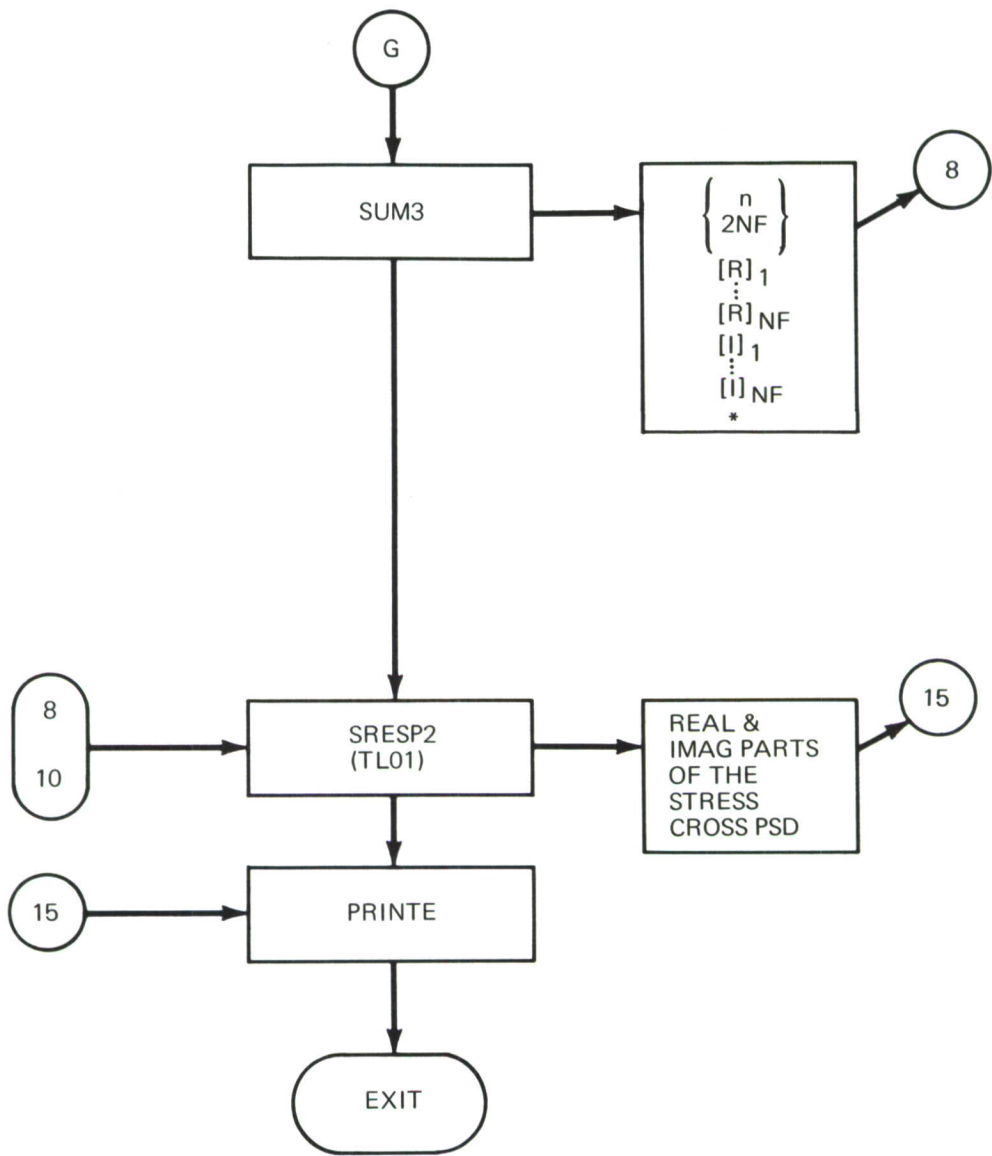 G
SUM3
{ n
2NF }
[R] 1
⋮
[R] NF
[I] 1
⋮
[I] NF
*
8
8
10
SRESP2
(TL01)
REAL &
IMAG PARTS
OF THE
STRESS
CROSS PSD
15
15
PRINTE
EXIT